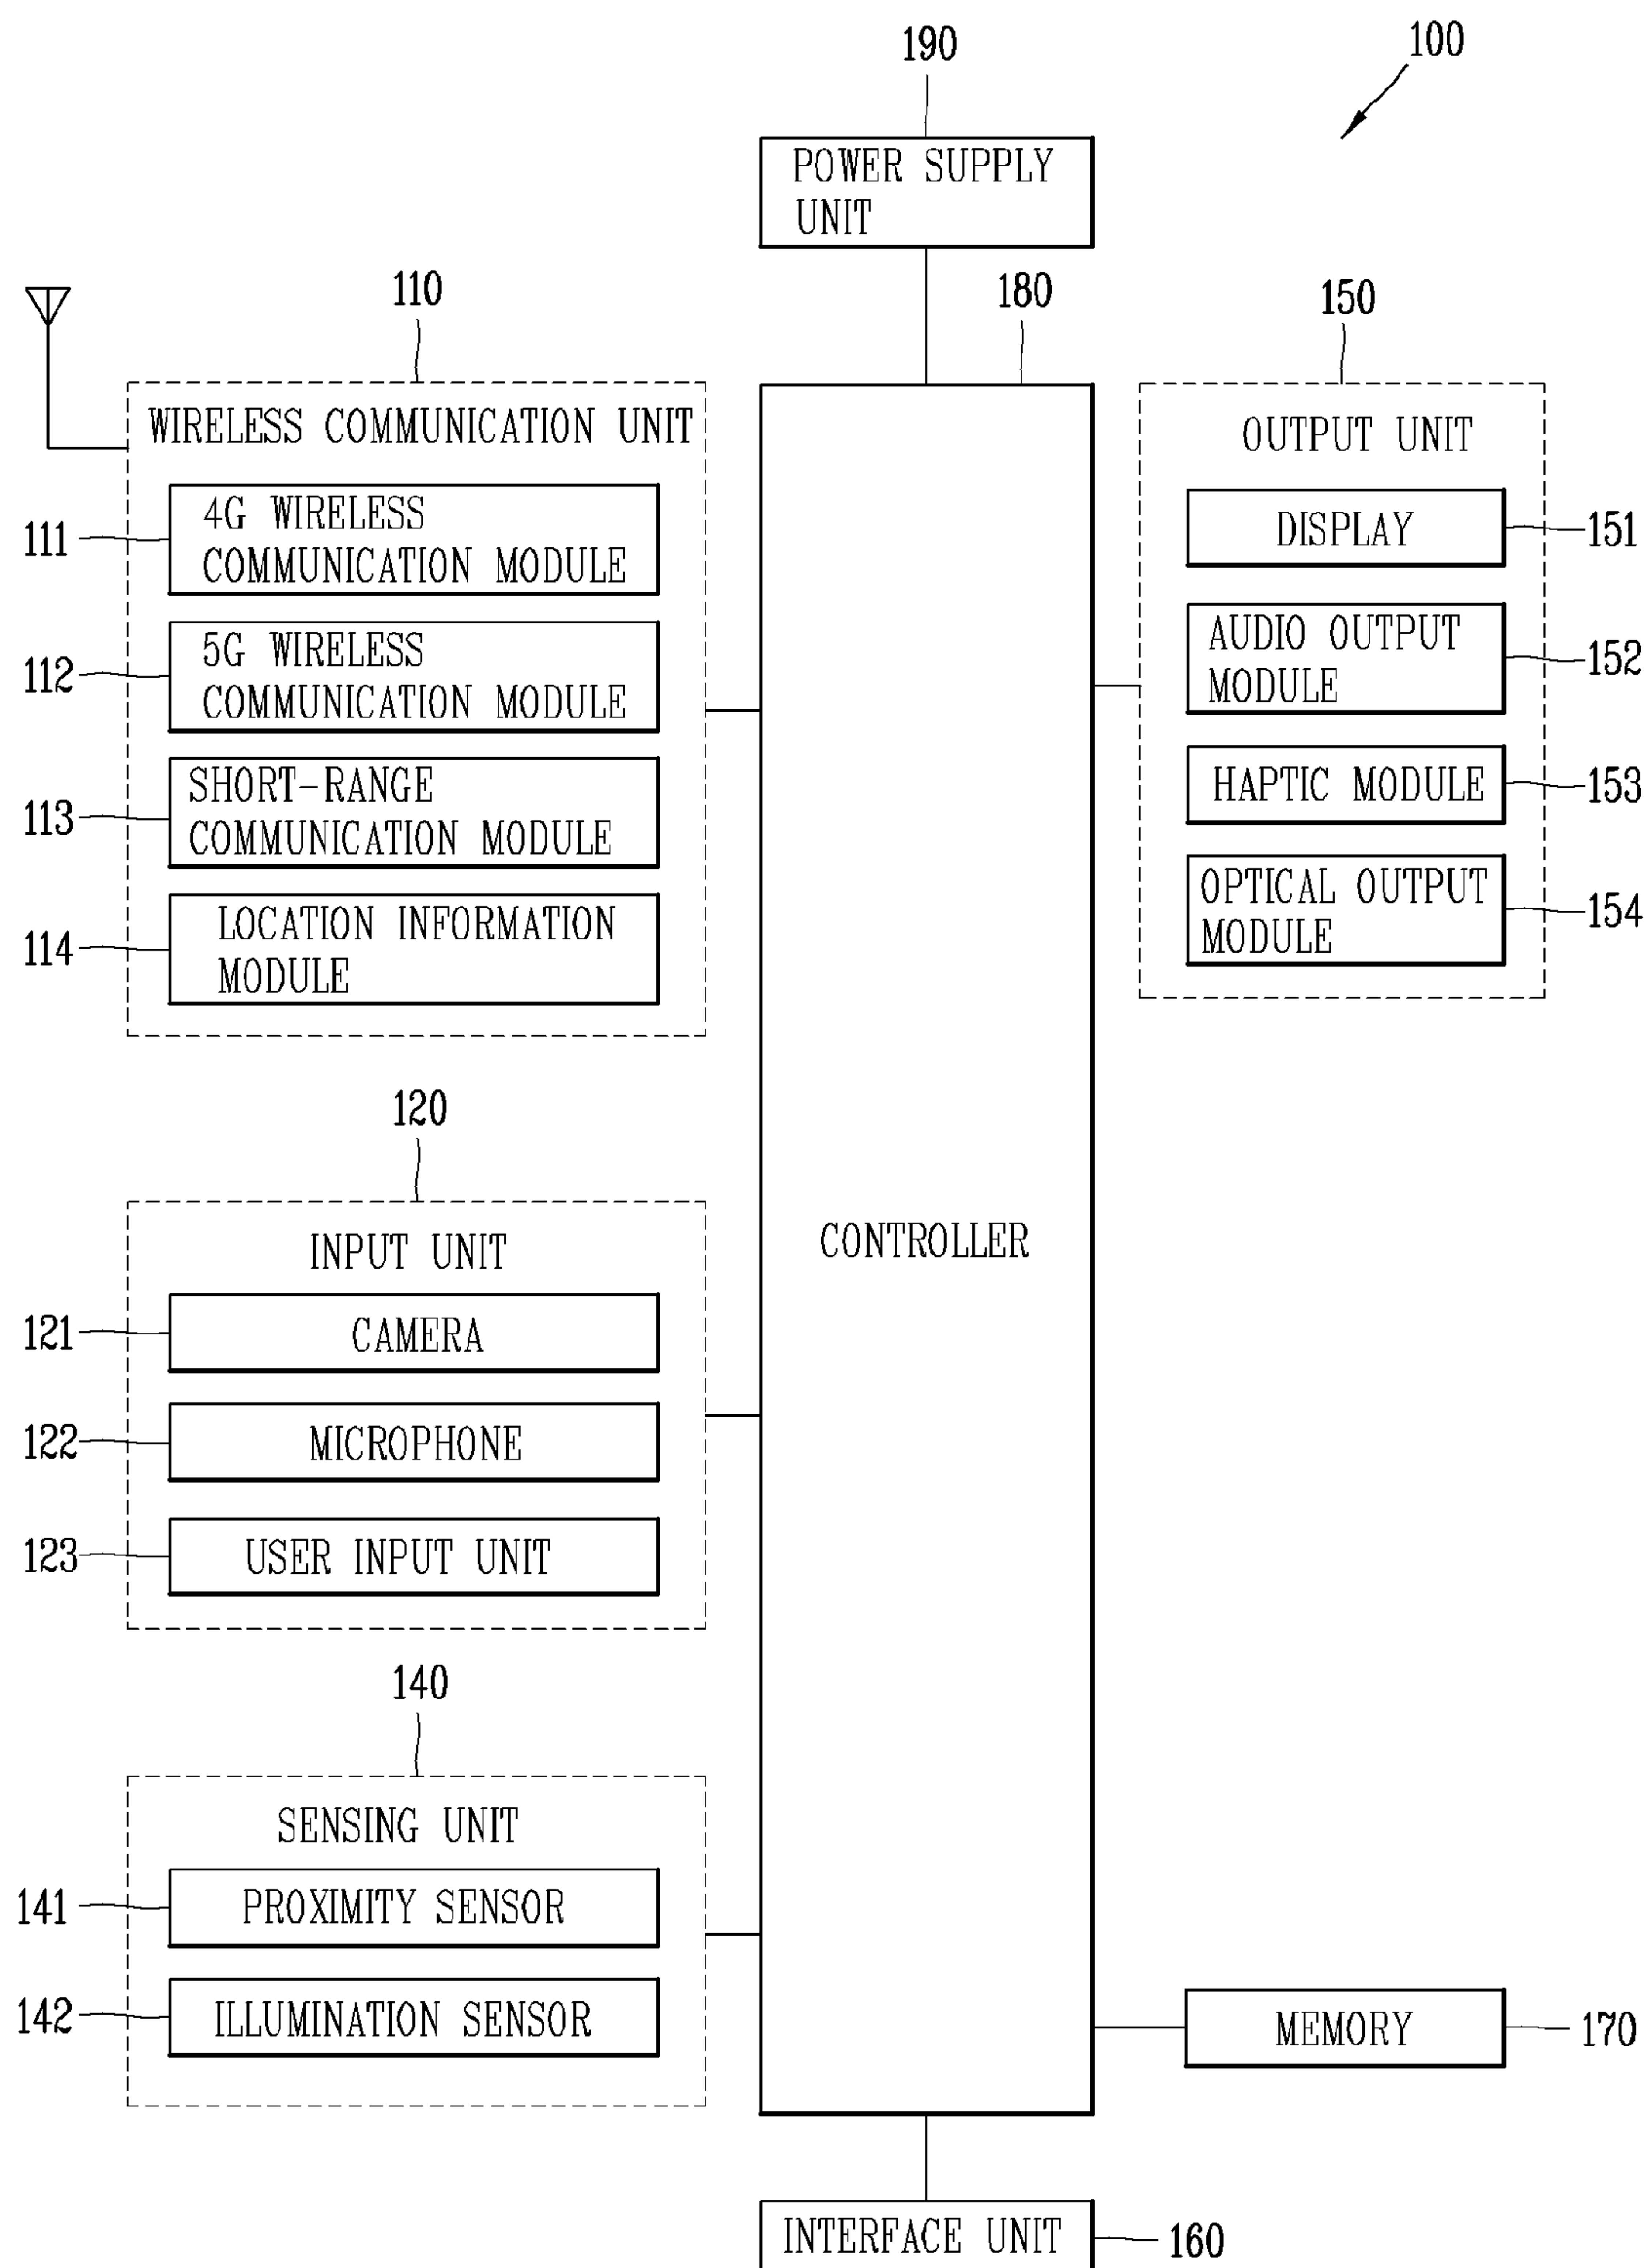 190
100
POWER SUPPLY
UNIT
110
180
150
WIRELESS COMMUNICATION UNIT
111
4G WIRELESS
COMMUNICATION MODULE
112
5G WIRELESS
COMMUNICATION MODULE
113
SHORT-RANGE
COMMUNICATION MODULE
114
LOCATION INFORMATION
MODULE
OUTPUT UNIT
DISPLAY
151
AUDIO OUTPUT
MODULE
152
HAPTIC MODULE
153
OPTICAL OUTPUT
MODULE
154
120
INPUT UNIT
121
CAMERA
122
MICROPHONE
123
USER INPUT UNIT
CONTROLLER
140
SENSING UNIT
141
PROXIMITY SENSOR
142
ILLUMINATION SENSOR
MEMORY
170
INTERFACE UNIT
160